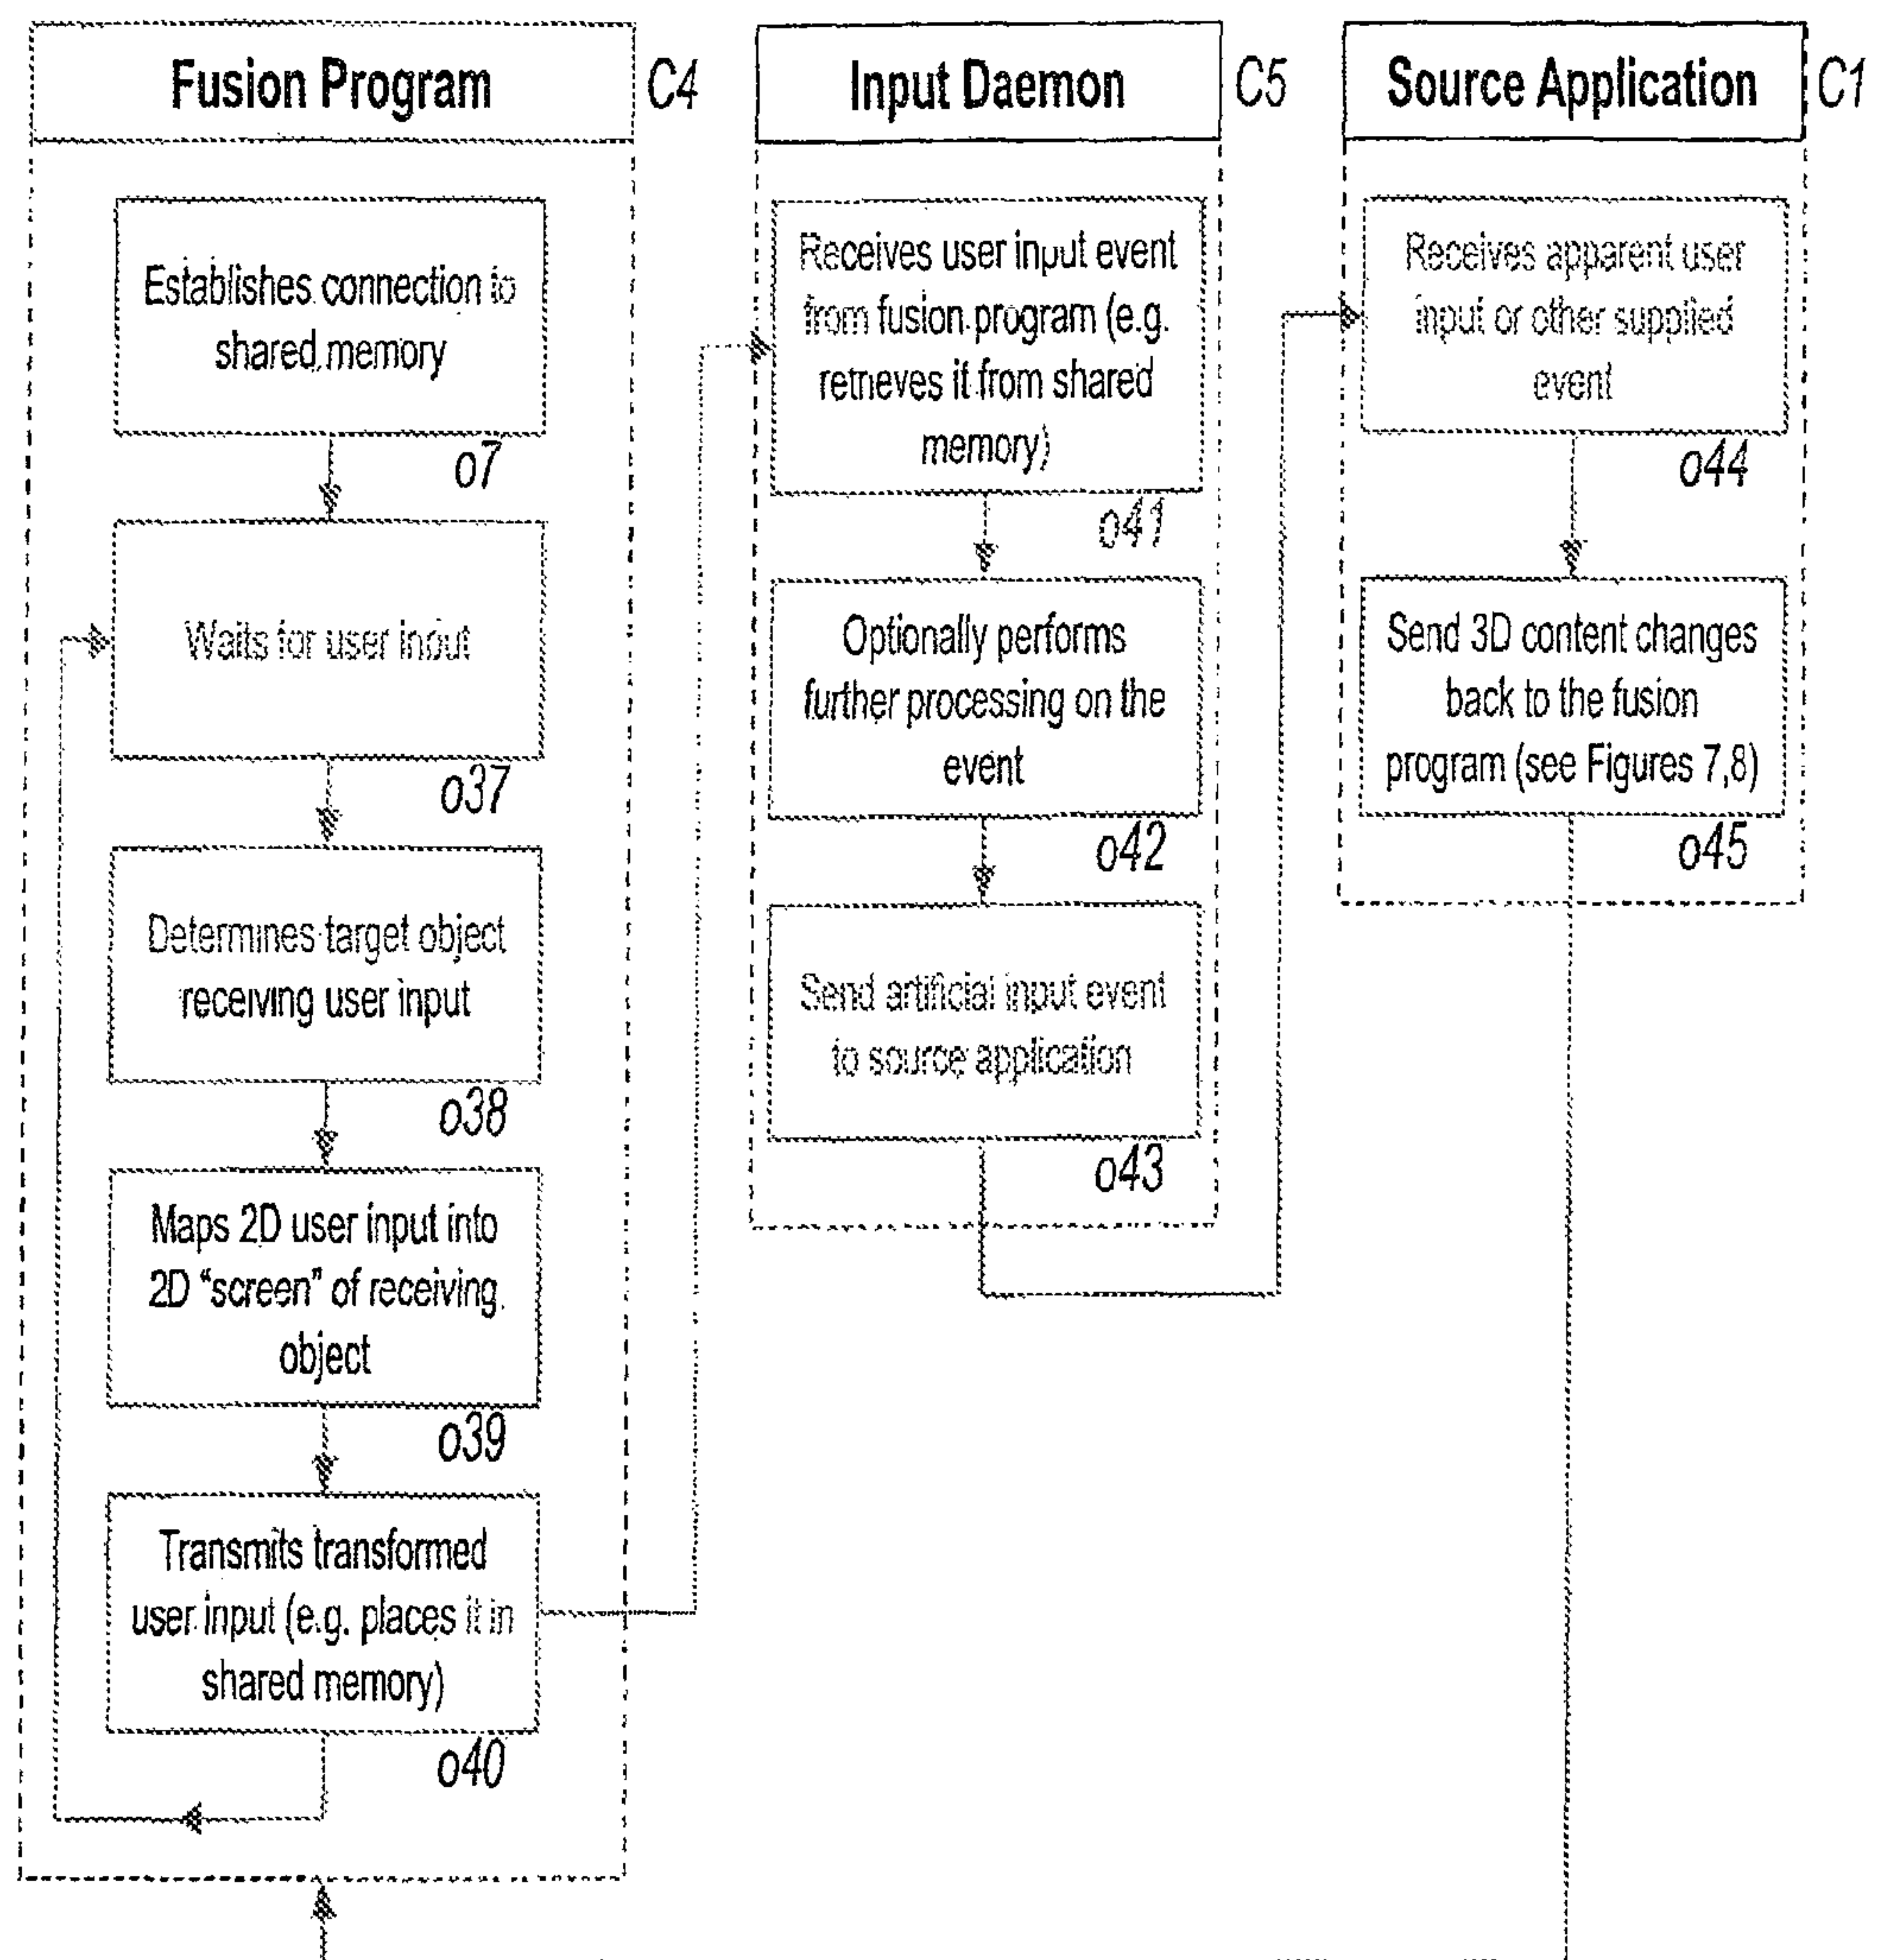 Fusion Program
C4
Establishes connection to
shared memory
o7
Waits for user input
o37
Determines target object
receiving user input
o38
Maps 2D user input into
2D “screen” of receiving
object
o39
Transmits transformed
user input (e.g. places it in
shared memory)
o40
Input Daemon
C5
Receives user input event
from fusion program (e.g.
retrieves it from shared
memory)
o41
Optionally performs
further processing on the
event
o42
Send artificial input event
to source application
o43
Source Application
C1
Receives apparent user
input or other supplied
event
o44
Send 3D content changes
back to the fusion
program (see Figures 7,8)
o45